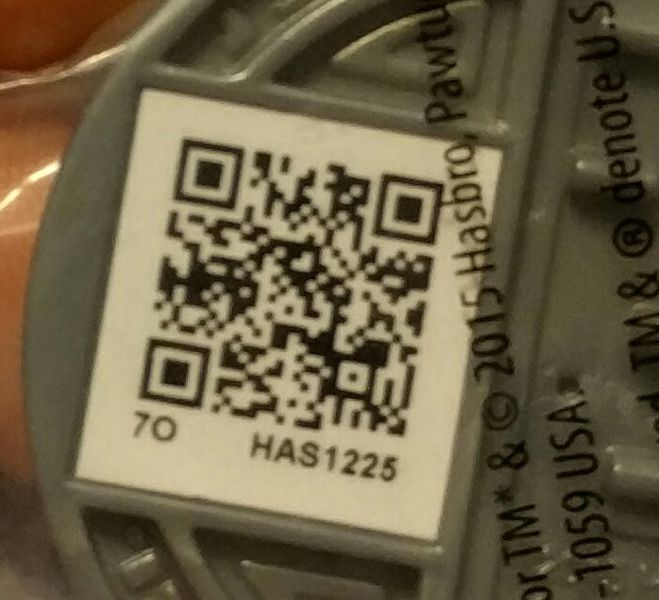 7O HAS1225
or TM* & © 2015 Hasbro, Pawtu
-1059 USA.
TM & ® denote U.S